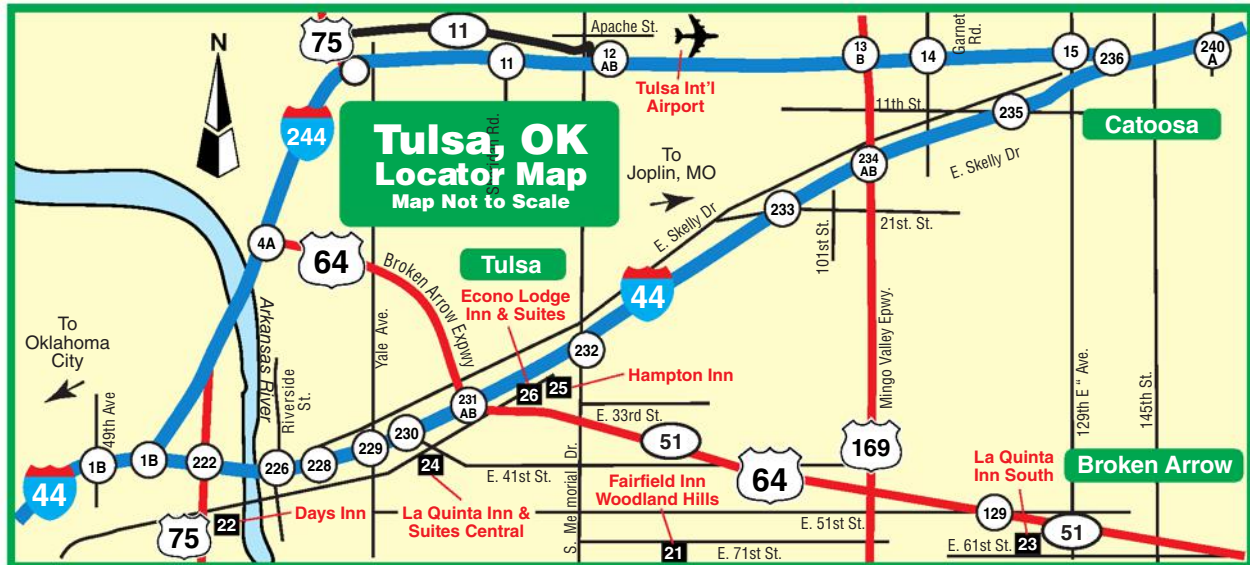 N
75
11
Apache St.
12
AB
11
Tulsa Int'l
Airport
13
B
14
Garnet
Rd.
15
236
240
A
244
Tulsa, OK
Locator Map
Map Not to Scale
Sheridan Rd.
11th St.
235
Catoosa
To
Joplin, MO
234
AB
E. Skelly Dr
233
21st. St.
101st St.
E. Skelly Dr
4A
64
Broken Arrow Expwy
Tulsa
Econo Lodge
Inn & Suites
44
To
Oklahoma
City
Arkansas River
Yale Ave.
232
26
25
Hampton Inn
Mingo Valley Epwy.
129th E " Ave.
145th St.
49th Ave
Riverside
St.
231
AB
E. 33rd St.
51
230
229
228
226
222
1B
1B
44
24
E. 41st St.
64
169
La Quinta
Inn South
Broken Arrow
75
22
Days Inn
La Quinta Inn &
Suites Central
S. Memorial Dr.
Fairfield Inn
Woodland Hills
129
51
E. 51st St.
21
E. 71st St.
E. 61st St.
23